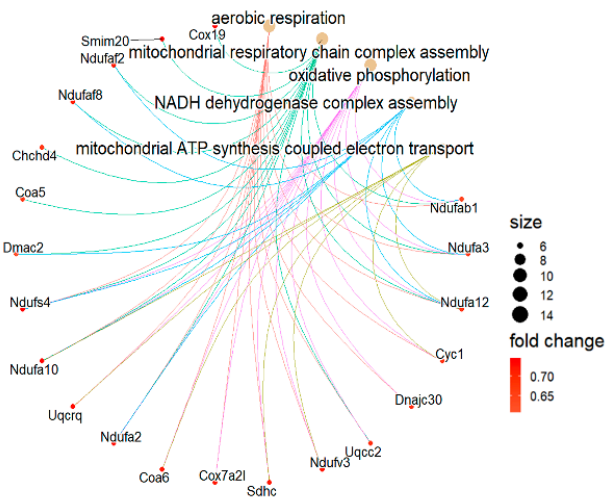 aerobic respiration
Cox19
Smim20
mitochondrial respiratory chain complex assembly
Ndufaf2
oxidative phosphorylation
Ndufaf8
NADH dehydrogenase complex assembly
mitochondrial ATP synthesis coupled electron transport
Chchd4
Coa5
Ndufab1
Dmac2
Ndufa3
Ndufs4
Ndufa12
Ndufa10
Cyc1
Uqcrq
Dnajc30
Ndufa2
Uqcc2
Coa6
Cox7a2l
Sdhc
Ndufv3
size
6
8
10
12
14
fold change
0.70
0.65